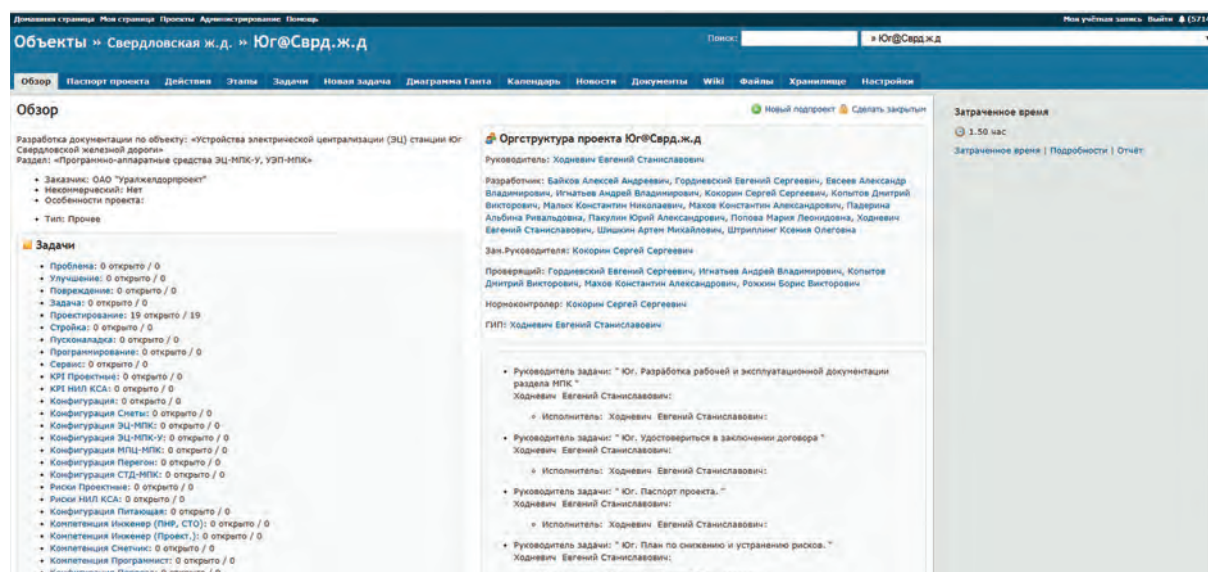 Домашняя страница Моя страница Проекты Администрирование Помощь
Моя учётная запись Выйти (571
Объекты » Свердловская ж.д. » Юг@Сврд.ж.д
Поиск:
» Юг@Сврд.ж.д
Обзор Паспорт проекта Действия Этапы Задачи Новая задача Диаграмма Ганта Календарь Новости Документы Wiki Файлы Хранилище Настройки
Обзор
Новый подпроект Сделать закрытым
Разработка документации по объекту: «Устройства электрической централизации (ЭЦ) станции Юг
Свердловской железной дороги»
Раздел: «Программно-аппаратные средства ЭЦ-МПК-У, УЭП-МПК»
• Заказчик: ОАО "Уралжелдорпроект"
• Некоммерческий: Нет
• Особенности проекта:
• Тип: Прочее
Задачи
• Проблема: 0 открыто / 0
• Улучшение: 0 открыто / 0
• Повреждение: 0 открыто / 0
• Задача: 0 открыто / 0
• Проектирование: 19 открыто / 19
• Стройка: 0 открыто / 0
• Пусконаладка: 0 открыто / 0
• Программирование: 0 открыто / 0
• Сервис: 0 открыто / 0
• KPI Проектные: 0 открыто / 0
• KPI НИЛ КСА: 0 открыто / 0
• Конфигурация: 0 открыто / 0
• Конфигурация Сметы: 0 открыто / 0
• Конфигурация ЭЦ-МПК: 0 открыто / 0
• Конфигурация ЭЦ-МПК-У: 0 открыто / 0
• Конфигурация МПЦ-МПК: 0 открыто / 0
• Конфигурация Перегон: 0 открыто / 0
• Конфигурация СТД-МПК: 0 открыто / 0
• Риски Проектные: 0 открыто / 0
• Риски НИЛ КСА: 0 открыто / 0
• Конфигурация Питающая: 0 открыто / 0
• Компетенция Инженер (ПНР, СТО): 0 открыто / 0
• Компетенция Инженер (Проект.): 0 открыто / 0
• Компетенция Сметчик: 0 открыто / 0
• Компетенция Программист: 0 открыто / 0
Оргструктура проекта Юг@Сврд.ж.д
Руководитель: Ходневич Евгений Станиславович
Разработчик: Байков Алексей Андреевич, Гордиевский Евгений Сергеевич, Евсеев Александр
Владимирович, Игнатьев Андрей Владимирович, Кокорин Сергей Сергеевич, Копытов Дмитрий
Викторович, Малых Константин Николаевич, Махов Константин Александрович, Падерина
Альбина Ривальдовна, Пакулин Юрий Александрович, Попова Мария Леонидовна, Ходневич
Евгений Станиславович, Шишкин Артем Михайлович, Штриплинг Ксения Олеговна
Зам.Руководителя: Кокорин Сергей Сергеевич
Проверящий: Гордиевский Евгений Сергеевич, Игнатьев Андрей Владимирович, Копытов
Дмитрий Викторович, Махов Константин Александрович, Рожкин Борис Викторович
Нормоконтролер: Кокорин Сергей Сергеевич
ГИП: Ходневич Евгений Станиславович
• Руководитель задачи: " Юг. Разработка рабочей и эксплуатационной документации
раздела МПК "
Ходневич Евгений Станиславович:
Исполнитель: Ходневич Евгений Станиславович:
• Руководитель задачи: " Юг. Удостовериться в заключении договора "
Ходневич Евгений Станиславович:
Исполнитель: Ходневич Евгений Станиславович:
• Руководитель задачи: " Юг. Паспорт проекта. "
Ходневич Евгений Станиславович:
Исполнитель: Ходневич Евгений Станиславович:
• Руководитель задачи: " Юг. План по снижению и устранению рисков. "
Ходневич Евгений Станиславович:
Затраченное время
1.50 час
Затраченное время | Подробности | Отчёт